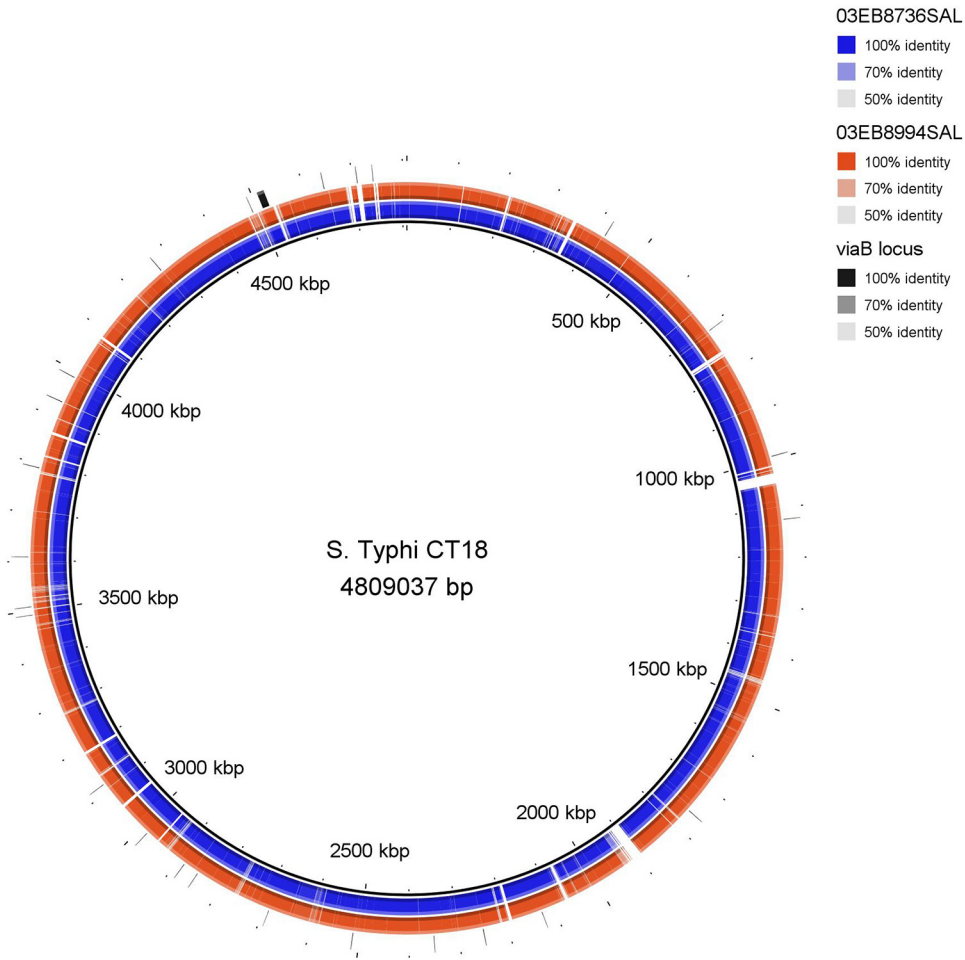 03EB8736SAL
100% identity
70% identity
50% identity
03EB8994SAL
100% identity
70% identity
50% identity
viaB locus
100% identity
70% identity
50% identity
4500 kbp
500 kbp
4000 kbp
1000 kbp
S. Typhi CT18
4809037 bp
3500 kbp
1500 kbp
3000 kbp
2000 kbp
2500 kbp